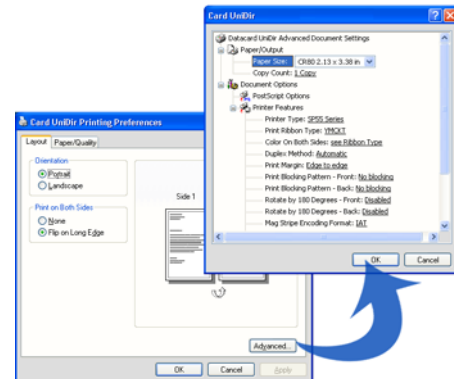 Card UniDir
Datacard UniDir Advanced Document Settings
Paper/Output
Paper Size: CR80 2.13 x 3.38 in
Copy Count: 1 Copy
Document Options
PostScript Options
Printer Features
Printer Type: SP55 Series
Print Ribbon Type: YMCKT
Color On Both Sides: see Ribbon Type
Duplex Method: Automatic
Print Margin: Edge to edge
Print Blocking Pattern - Front: No blocking
Print Blocking Pattern - Back: No blocking
Rotate by 180 Degrees - Front: Disabled
Rotate by 180 Degrees - Back: Disabled
Mag Stripe Encoding Format: IAT
OK Cancel
Card UniDir Printing Preferences
Layout Paper/Quality
Orientation
Portrait
Landscape
Print on Both Sides
None
Flip on Long Edge
Side 1
Advanced...
OK Cancel Apply